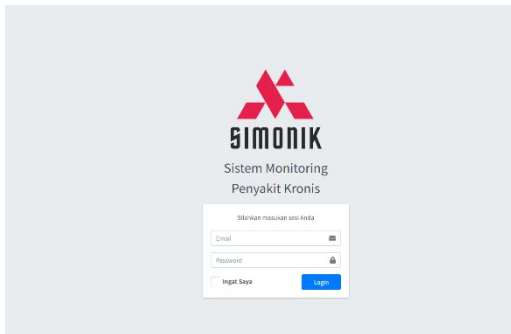 SIMONIK
Sistem Monitoring
Penyakit Kronis
Silahkan masukan sesi Anda
Email
Password
Ingat Saya
Login